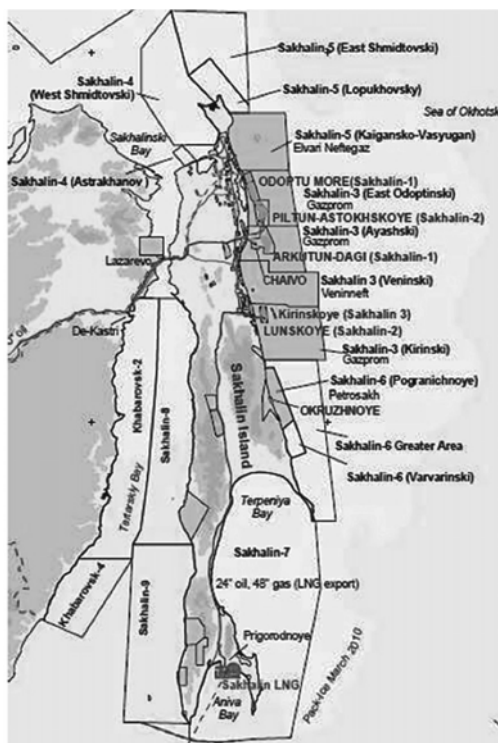 Sakhalin-5 (East Shmidtovski)
Sakhalin-4
(West Shmidtovski)
Sakhalin-5 (Lopukhovsky)
Sea of Okhotsk
Sakhalinski
Bay
Sakhalin-5 (Kaigansko-Vasyugan)
Elvari Neftegaz
Sakhalin-4 (Astrakhanov)
ODOPTU MORE(Sakhalin-1)
Sakhalin-3 (East Odoptinski)
Gazprom
PILTUN-ASTOKHSKOYE (Sakhalin-2)
Sakhalin-3 (Ayashski)
Gazprom
Lazarevo
ARKUTUN-DAGI (Sakhalin-1)
CHAIVO
Sakhalin 3 (Veninski)
Veninneft
Kirinskoye (Sakhalin 3)
De-Kastri
LUNSKOYE (Sakhalin-2)
Sakhalin-3 (Kirinski)
Gazprom
Khabarovsk-2
Sakhalin-8
Sakhalin Island
Sakhalin-6 (Pogranichnoye)
Petrosakh
OKRUZHNOYE
Sakhalin-6 Greater Area
Sakhalin-6 (Varvarinski)
Tartarskiy Bay
Terpeniya
Bay
Sakhalin-7
24" oil, 48" gas (LNG export)
Khabarovsk-4
Sakhalin-9
Prigorodnoye
Sakhalin LNG
Aniva
Bay
Pack-ice March 2010